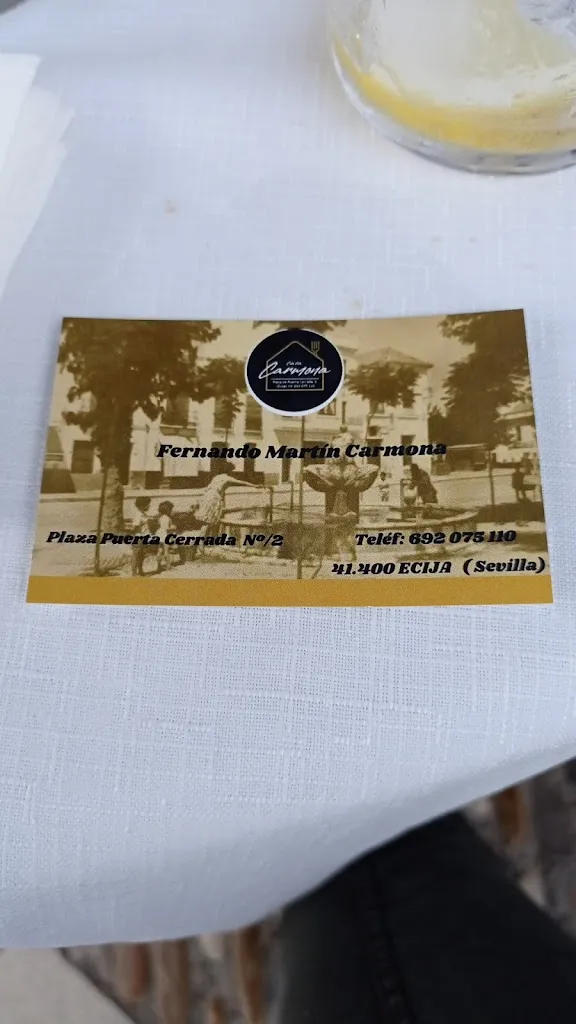 Carmona
Fernando Martín Carmona
Plaza Puerta Cerrada Nº/2
Teléf: 692 075 110
41.400 ECIJA (Sevilla)